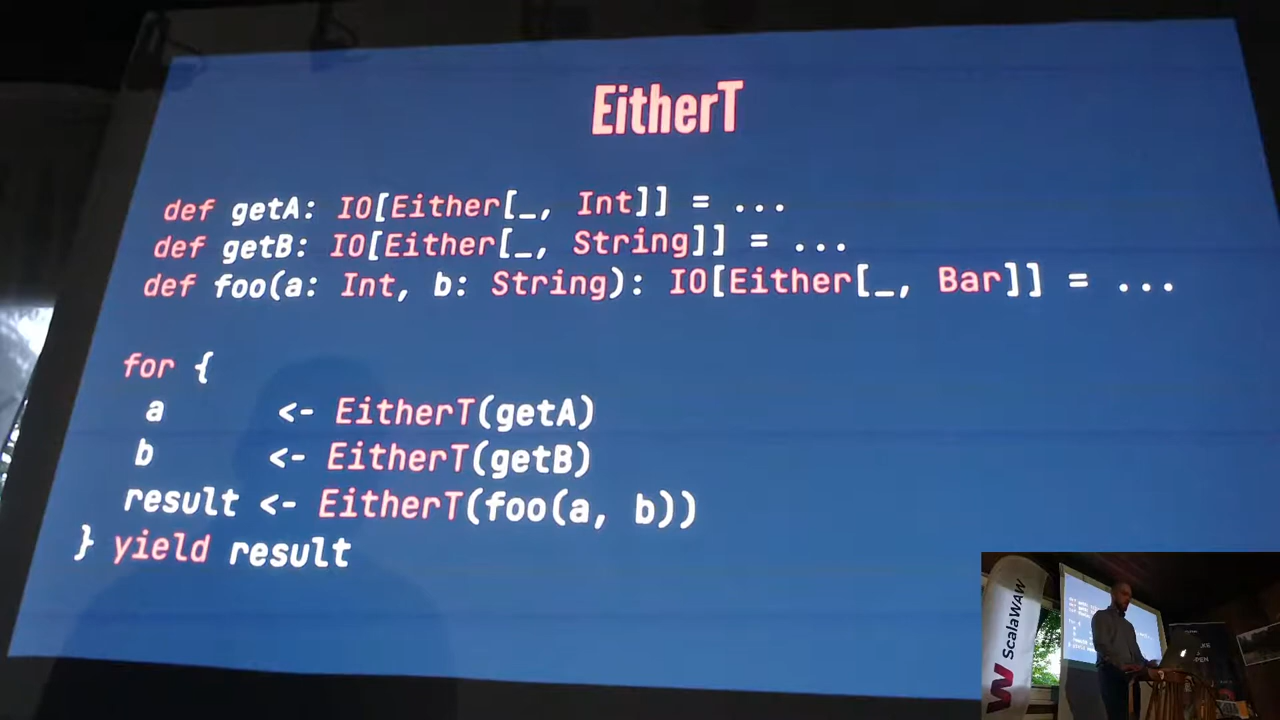 EitherT
def getA: IO[Either[_, Int]] = ...
def getB: IO[Either[_, String]] = ...
def foo(a: Int, b: String): IO[Either[_, Bar]] = ...
for {
a <- EitherT(getA)
b <- EitherT(getB)
result <- EitherT(foo(a, b))
} yield result
ScalaWAW